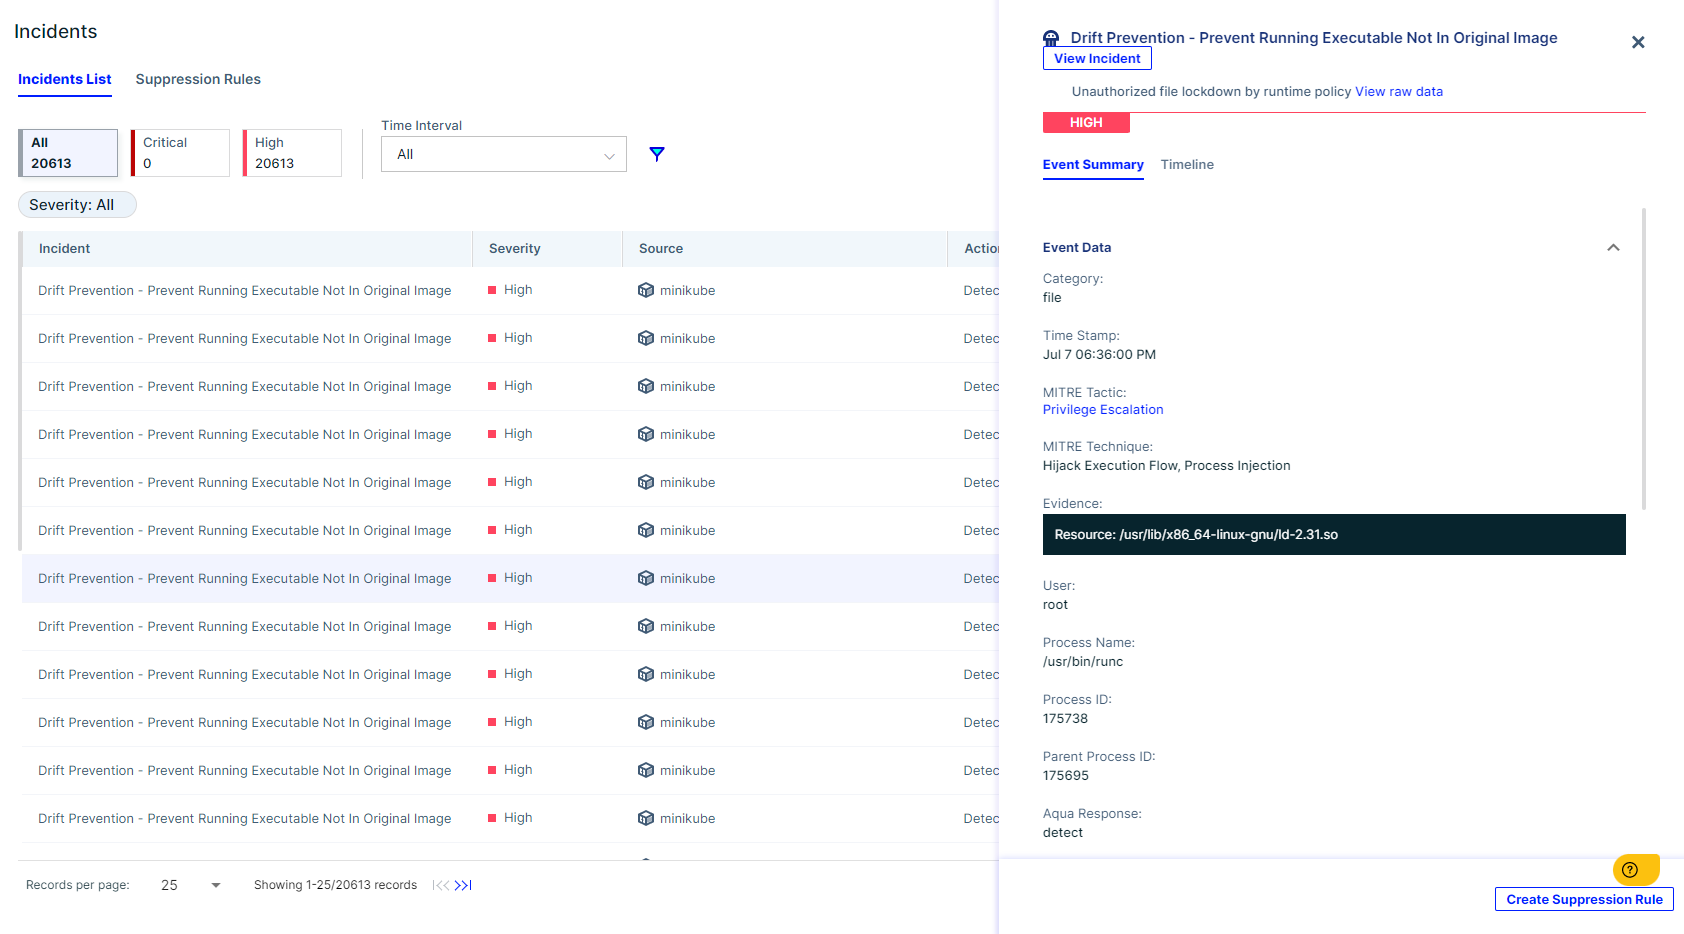 Incidents
Incidents List
Suppression Rules
All
20613
Critical
0
High
20613
Time Interval
All
Severity: All
Incident Severity Source Action
Drift Prevention - Prevent Running Executable Not In Original Image High minikube Detec
Drift Prevention - Prevent Running Executable Not In Original Image High minikube Detec
Drift Prevention - Prevent Running Executable Not In Original Image High minikube Detec
Drift Prevention - Prevent Running Executable Not In Original Image High minikube Detec
Drift Prevention - Prevent Running Executable Not In Original Image High minikube Detec
Drift Prevention - Prevent Running Executable Not In Original Image High minikube Detec
Drift Prevention - Prevent Running Executable Not In Original Image High minikube Detec
Drift Prevention - Prevent Running Executable Not In Original Image High minikube Detec
Drift Prevention - Prevent Running Executable Not In Original Image High minikube Detec
Drift Prevention - Prevent Running Executable Not In Original Image High minikube Detec
Drift Prevention - Prevent Running Executable Not In Original Image High minikube Detec
Drift Prevention - Prevent Running Executable Not In Original Image High minikube Detec
Records per page: 25 Showing 1-25/20613 records
Drift Prevention - Prevent Running Executable Not In Original Image
View Incident
Unauthorized file lockdown by runtime policy View raw data
HIGH
Event Summary
Timeline
Event Data
Category:
file
Time Stamp:
Jul 7 06:36:00 PM
MITRE Tactic:
Privilege Escalation
MITRE Technique:
Hijack Execution Flow, Process Injection
Evidence:
Resource: /usr/lib/x86_64-linux-gnu/ld-2.31.so
User:
root
Process Name:
/usr/bin/runc
Process ID:
175738
Parent Process ID:
175695
Aqua Response:
detect
Create Suppression Rule